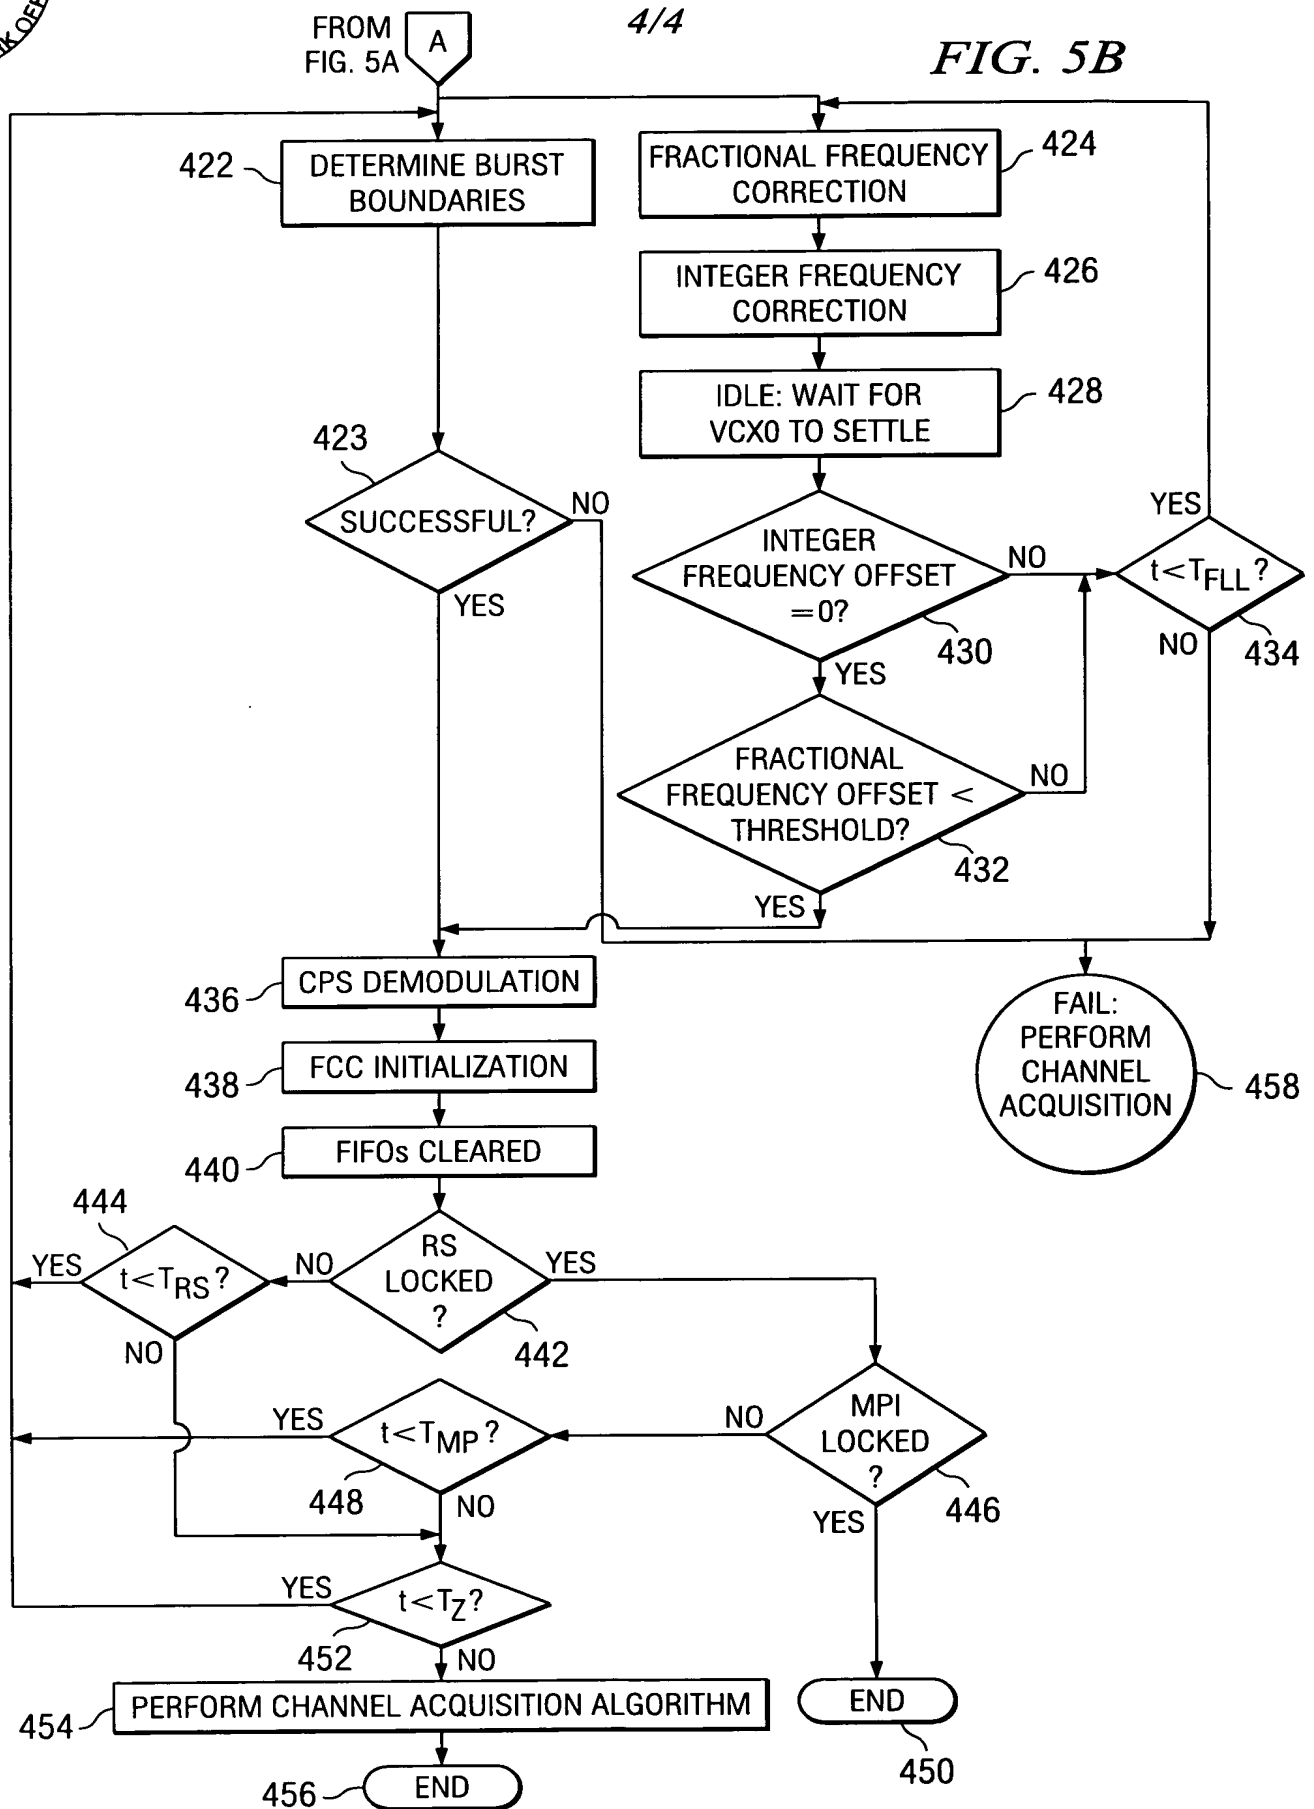 4/4
FROM
FIG. 5A
A
FIG. 5B
422
DETERMINE BURST
BOUNDARIES
FRACTIONAL FREQUENCY
CORRECTION
424
INTEGER FREQUENCY
CORRECTION
426
IDLE: WAIT FOR
VCX0 TO SETTLE
428
423
SUCCESSFUL?
NO
YES
INTEGER
FREQUENCY OFFSET
=0?
NO
430
YES
YES
t<TFLL?
NO
434
FRACTIONAL
FREQUENCY OFFSET <
THRESHOLD?
NO
432
YES
436
CPS DEMODULATION
438
FCC INITIALIZATION
440
FIFOs CLEARED
FAIL:
PERFORM
CHANNEL
ACQUISITION
458
444
YES
t<TRS?
NO
NO
RS
LOCKED
?
YES
442
YES
t<TMP?
448
NO
NO
MPI
LOCKED
?
446
YES
YES
t<TZ?
452
NO
454
PERFORM CHANNEL ACQUISITION ALGORITHM
END
450
456
END